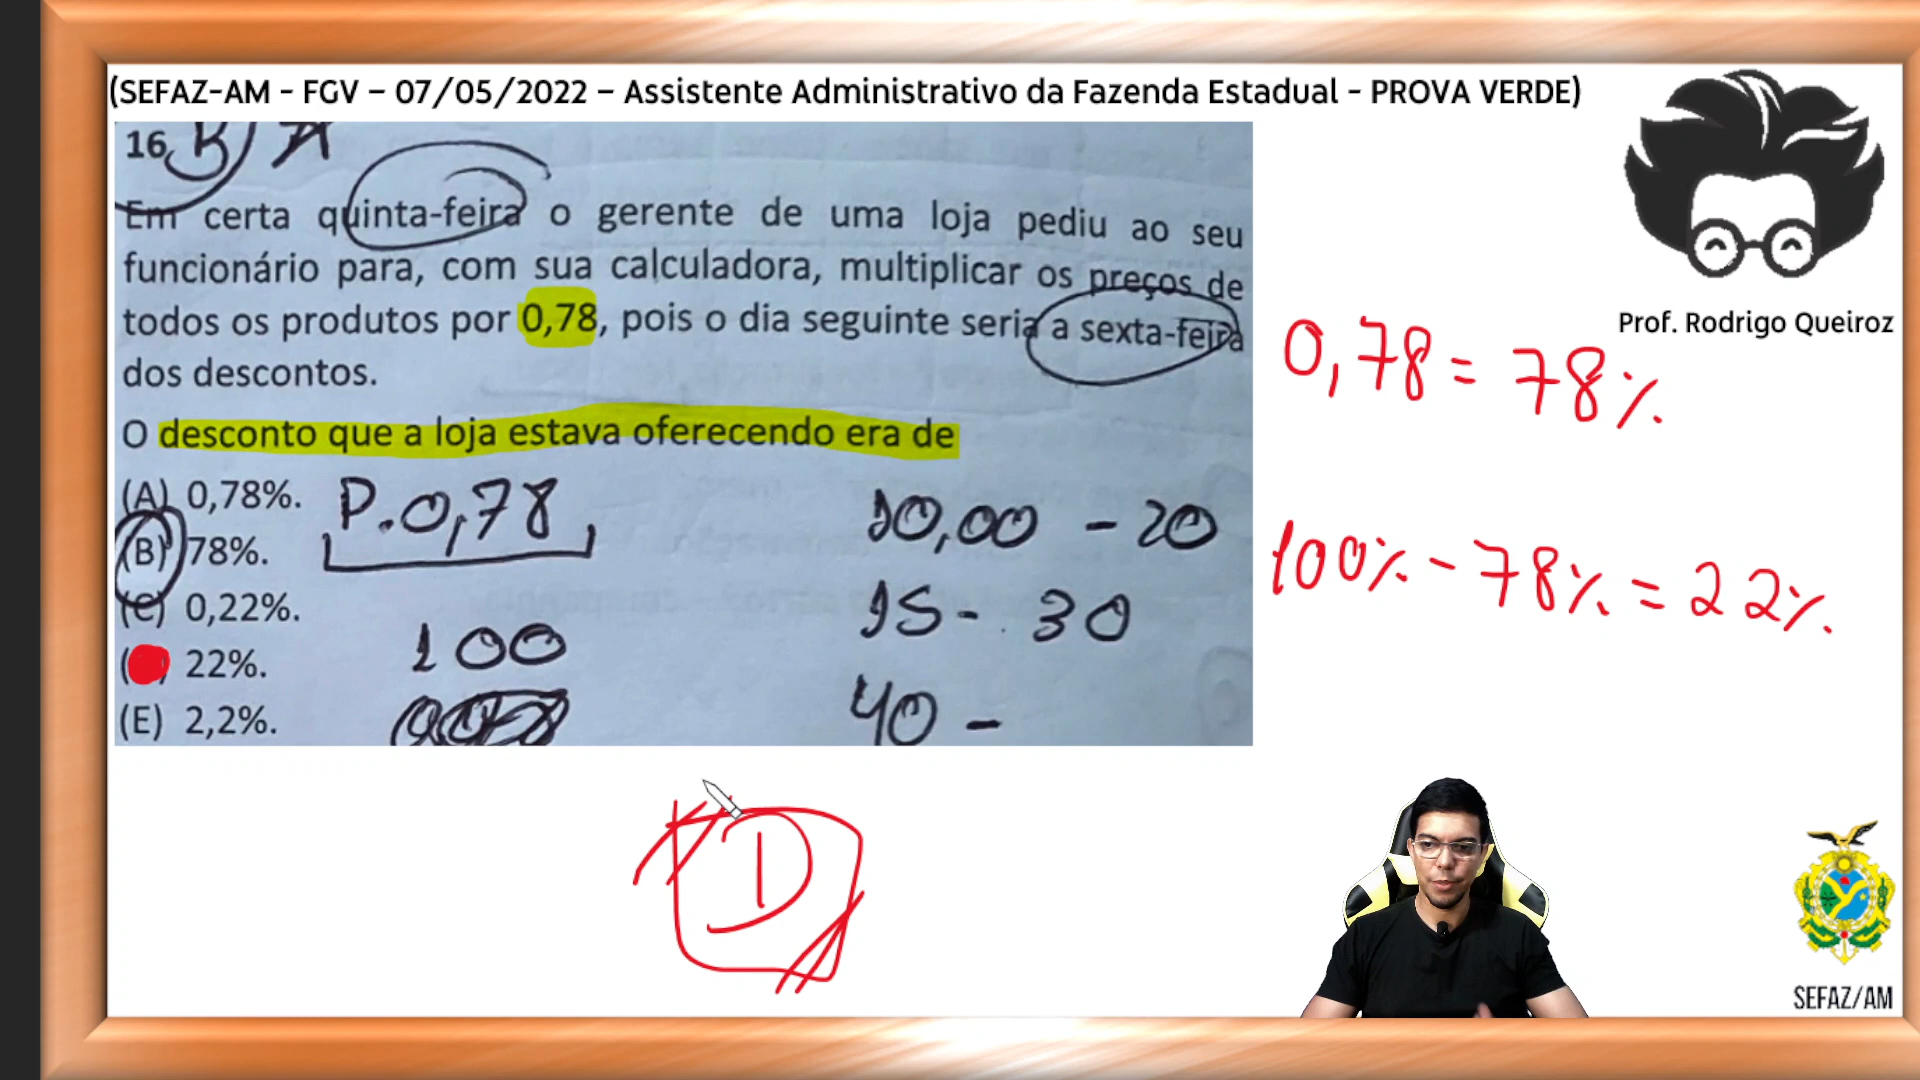 (SEFAZ-AM - FGV – 07/05/2022 – Assistente Administrativo da Fazenda Estadual - PROVA VERDE)
16 B) A
Em certa quinta-feira o gerente de uma loja pediu ao seu
funcionário para, com sua calculadora, multiplicar os preços de
todos os produtos por 0,78, pois o dia seguinte seria a sexta-feira
dos descontos.
O desconto que a loja estava oferecendo era de
(A) 0,78%.
(B) 78%.
(C) 0,22%.
( ) 22%.
(E) 2,2%.
P.0,78
100
10,00 - 20
15 - 30
40 -
Prof. Rodrigo Queiroz
0,78 = 78%
100% - 78% = 22%
D
SEFAZ/AM